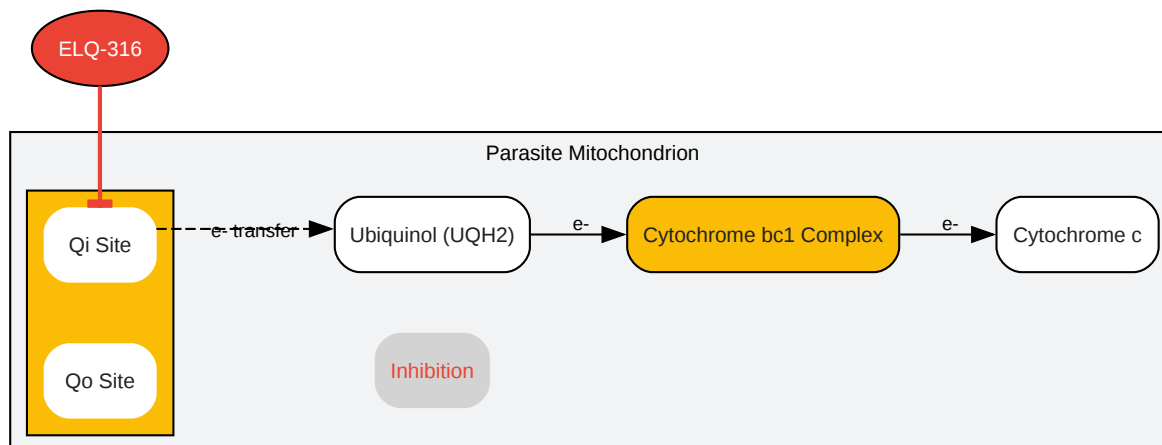 ELQ-316
Parasite Mitochondrion
Qi Site
e- transfer
Ubiquinol (UQH2)
e-
Cytochrome bc1 Complex
e-
Cytochrome c
Qo Site
Inhibition